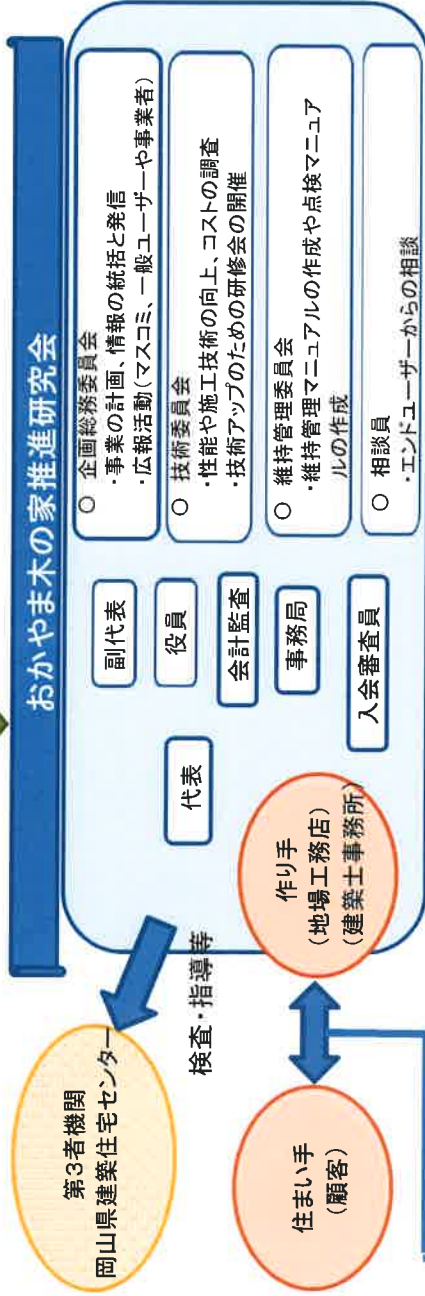 おかやま木の家推進研究会
第3者機関
岡山県建築住宅センター
検査・指導等
住まい手
(顧客)
作り手
(地場工務店)
(建築士事務所)
代表
副代表
役員
会計監査
事務局
入会審査員
○ 企画総務委員会
・事業の計画、情報の統括と発信
・広報活動(マスコミ、一般ユーザーや事業者)
○ 技術委員会
・性能や施工技術の向上、コストの調査
・技術アップのための研修会の開催
○ 維持管理委員会
・維持管理マニュアルの作成や点検マニュア
ルの作成
○ 相談員
・エンドユーザーからの相談